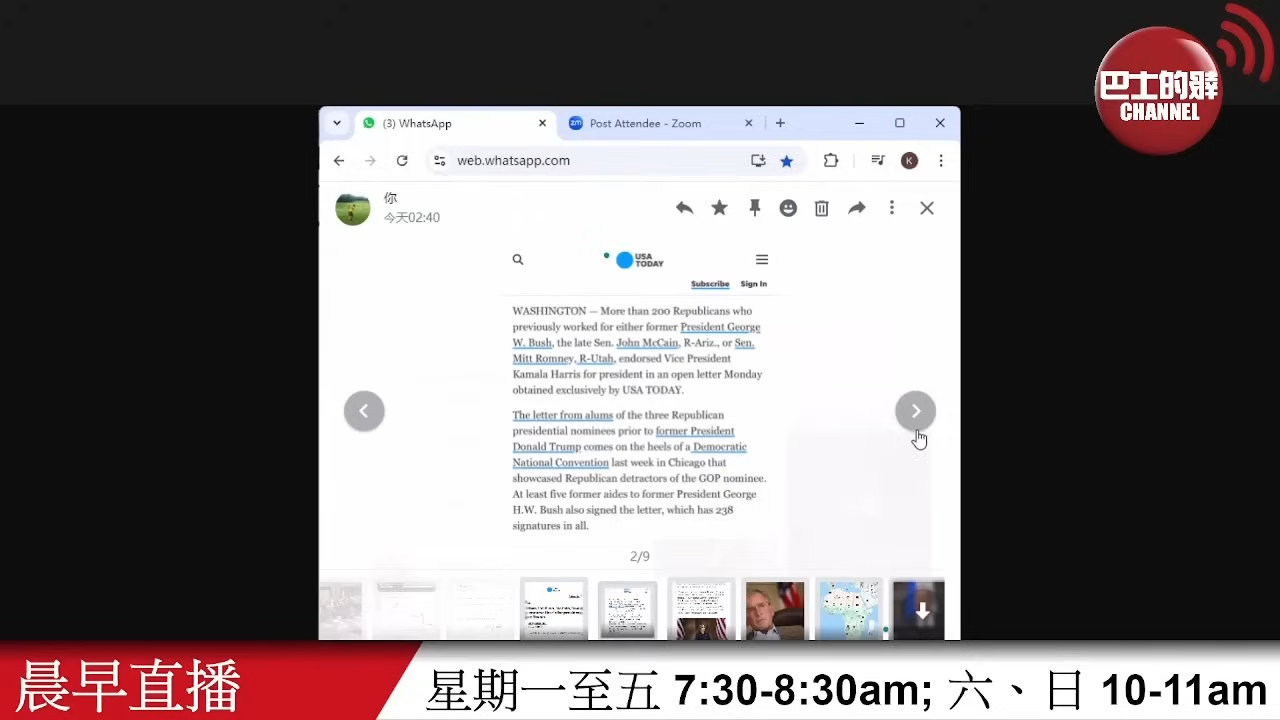 巴士的報
CHANNEL
(3) WhatsApp
Post Attendee - Zoom
web.whatsapp.com
K
你
今天02:40
USA
TODAY
Subscribe Sign In
WASHINGTON — More than 200 Republicans who
previously worked for either former President George
W. Bush, the late Sen. John McCain, R-Ariz., or Sen.
Mitt Romney, R-Utah, endorsed Vice President
Kamala Harris for president in an open letter Monday
obtained exclusively by USA TODAY.
The letter from alums of the three Republican
presidential nominees prior to former President
Donald Trump comes on the heels of a Democratic
National Convention last week in Chicago that
showcased Republican detractors of the GOP nominee.
At least five former aides to former President George
H.W. Bush also signed the letter, which has 238
signatures in all.
2/9
晨早直播
星期一至五 7:30-8:30am; 六、日 10-11am